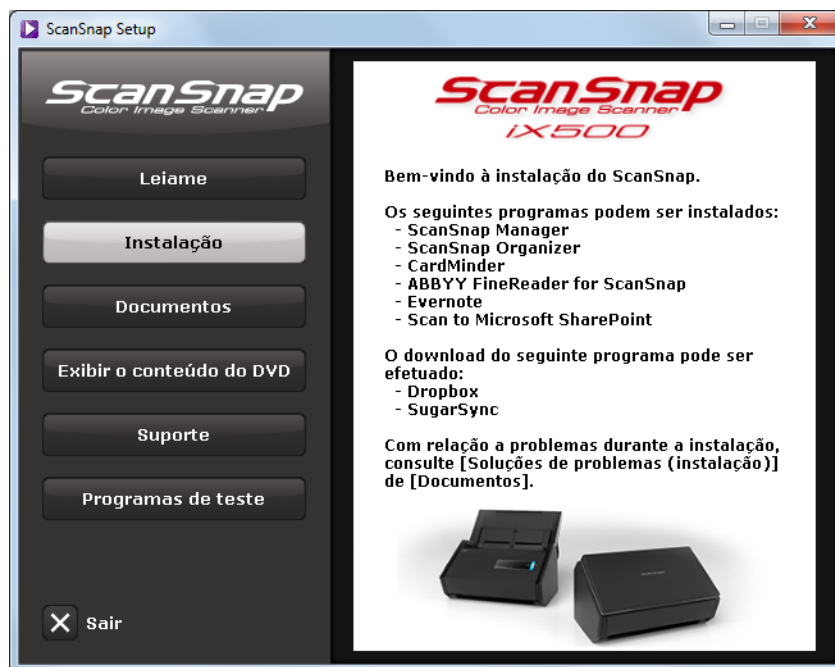 ScanSnap Setup
ScanSnap
Color Image Scanner
Leiame
Instalação
Documentos
Exibir o conteúdo do DVD
Suporte
Programas de teste
Sair
ScanSnap
Color Image Scanner
iX500
Bem-vindo à instalação do ScanSnap.
Os seguintes programas podem ser instalados:
- ScanSnap Manager
- ScanSnap Organizer
- CardMinder
- ABBYY FineReader for ScanSnap
- Evernote
- Scan to Microsoft SharePoint
O download do seguinte programa pode ser
efetuado:
- Dropbox
- SugarSync
Com relação a problemas durante a instalação,
consulte [Soluções de problemas (instalação)]
de [Documentos].